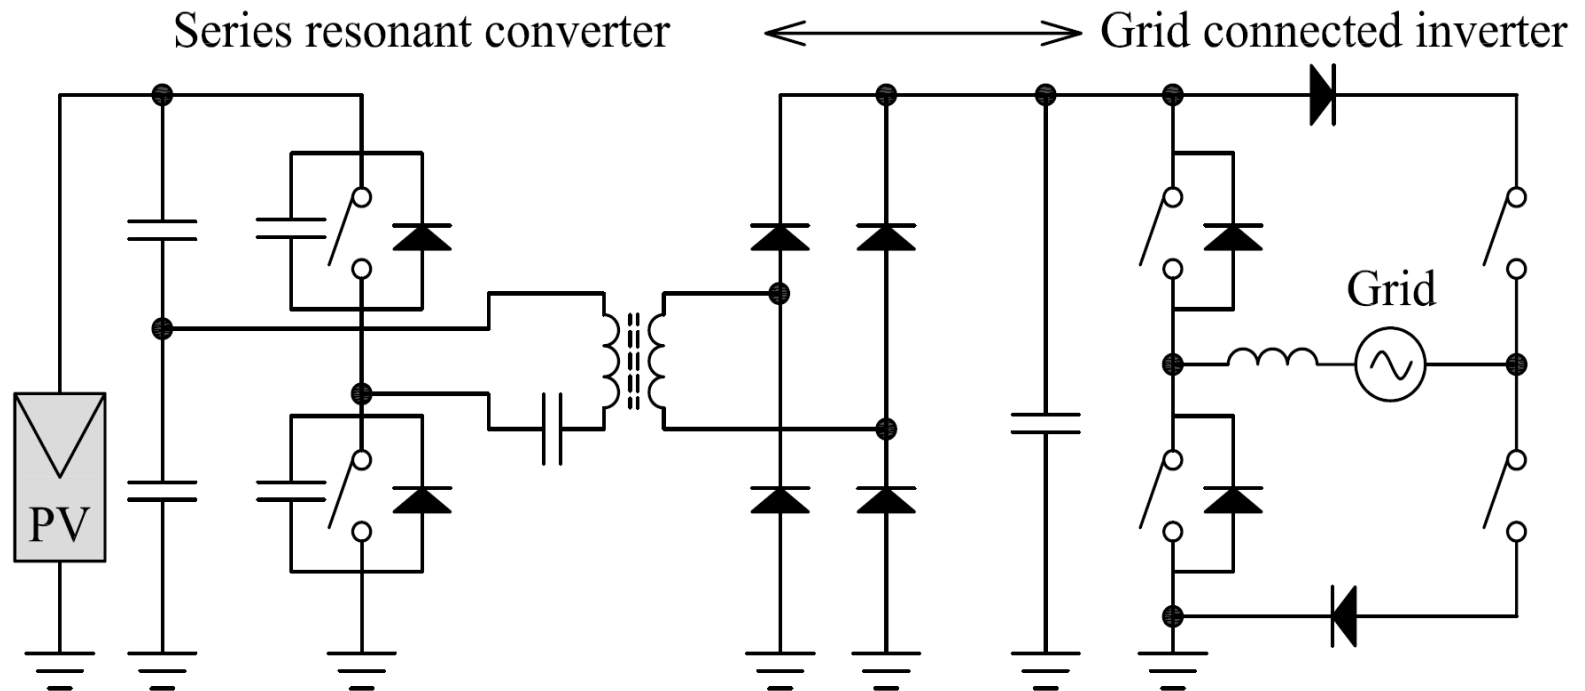 Series resonant converter
Grid connected inverter
Grid
PV